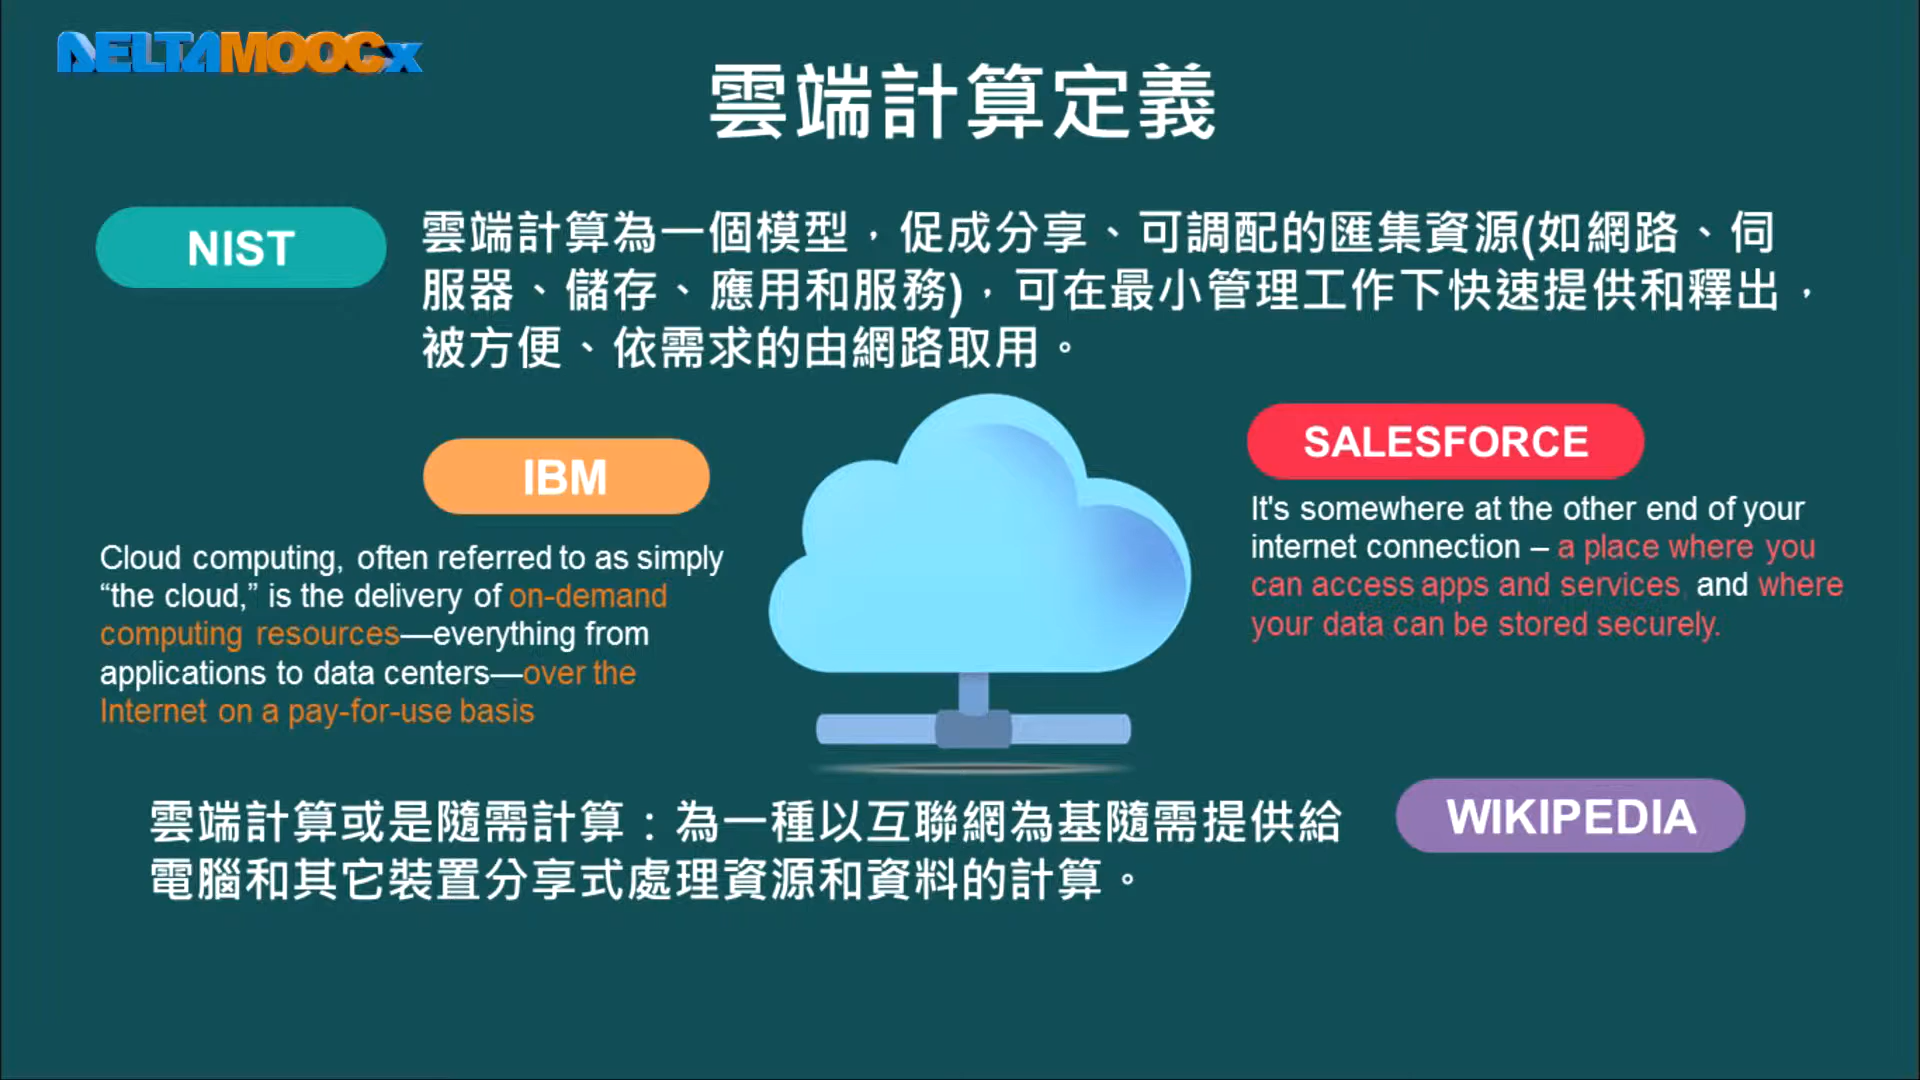 DELTAMOOCx
雲端計算定義
NIST
雲端計算為一個模型，促成分享、可調配的匯集資源(如網路、伺
服器、儲存、應用和服務)，可在最小管理工作下快速提供和釋出，
被方便、依需求的由網路取用。
IBM
Cloud computing, often referred to as simply
“the cloud,” is the delivery of on-demand
computing resources—everything from
applications to data centers—over the
Internet on a pay-for-use basis
SALESFORCE
It's somewhere at the other end of your
internet connection – a place where you
can access apps and services and where
your data can be stored securely.
雲端計算或是隨需計算：為一種以互聯網為基隨需提供給
電腦和其它裝置分享式處理資源和資料的計算。
WIKIPEDIA